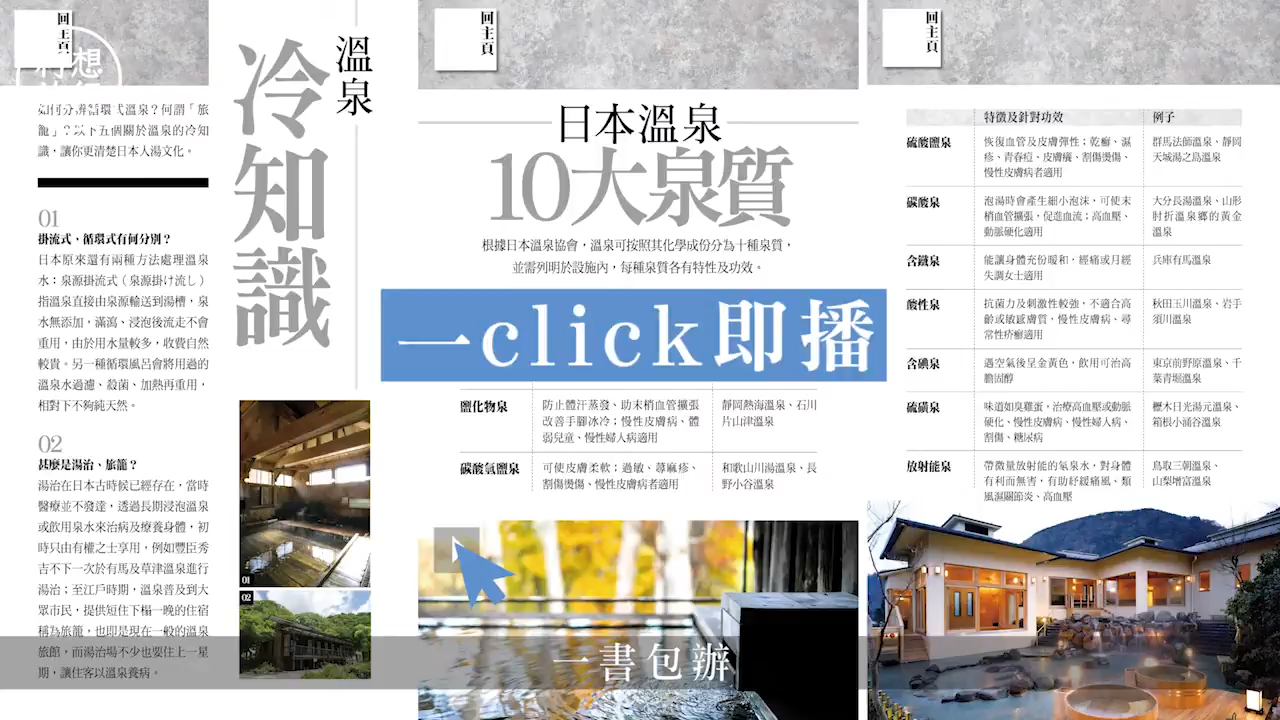 回主頁
想
如何分辨循環式溫泉？何謂「旅
籠」？以下五個關於溫泉的冷知
識，讓你更清楚日本人湯文化。
01
掛流式、循環式有何分別？
日本原來還有兩種方法處理溫泉
水：泉源掛流式（泉源掛け流し）
指溫泉直接由泉源輸送到湯槽，泉
水無添加，滿瀉、浸泡後流走不會
重用，由於用水量較多，收費自然
較貴。另一種循環風呂會將用過的
溫泉水過濾、殺菌、加熱再重用，
相對下不夠純天然。
02
甚麼是湯治、旅籠？
湯治在日本古時候已經存在，當時
醫療並不發達，透過長期浸泡溫泉
或飲用泉水來治病及療養身體，初
時只由有權之士享用，例如豐臣秀
吉不下一次於有馬及草津溫泉進行
湯治；至江戶時期，溫泉普及到大
眾市民，提供短住下榻一晚的住宿
稱為旅籠，也即是現在一般的溫泉
旅館，而湯治場不少也要住上一星
期，讓住客以溫泉養病。
溫泉
冷知識
01
02
回主頁
日本溫泉
10大泉質
根據日本溫泉協會，溫泉可按照其化學成份分為十種泉質，
並需列明於設施內，每種泉質各有特性及功效。
一click即播
鹽化物泉 防止體汗蒸發、助末梢血管擴張 靜岡熱海溫泉、石川
改善手腳冰冷；慢性皮膚病、體 片山津溫泉
弱兒童、慢性婦人病適用
碳酸氫鹽泉 可使皮膚柔軟；過敏、蕁麻疹、 和歌山川湯溫泉、長
割傷燙傷、慢性皮膚病者適用 野小谷溫泉
一書包辦
回主頁
特徵及針對功效 例子
硫酸鹽泉 恢復血管及皮膚彈性；乾癬、濕 群馬法師溫泉、靜岡
疹、青春痘、皮膚癢、割傷燙傷、 天城湯之島溫泉
慢性皮膚病者適用
碳酸泉 泡湯時會產生細小泡沫，可使末 大分長湯溫泉、山形
梢血管擴張，促進血流；高血壓、 肘折溫泉鄉的黃金
動脈硬化適用 溫泉
含鐵泉 能讓身體充份暖和，經痛或月經 兵庫有馬溫泉
失調女士適用
酸性泉 抗菌力及刺激性較強，不適合高 秋田玉川溫泉、岩手
齡或敏感膚質，慢性皮膚病、尋 須川溫泉
常性疥癬適用
含碘泉 遇空氣後呈金黃色，飲用可治高 東京前野原溫泉、千
膽固醇 葉青堀溫泉
硫磺泉 味道如臭雞蛋，治療高血壓或動脈 櫪木日光湯元溫泉、
硬化、慢性皮膚病、慢性婦人病、 箱根小涌谷溫泉
割傷、糖尿病
放射能泉 帶微量放射能的氡泉水，對身體 鳥取三朝溫泉、
有利而無害，有助紓緩痛風、類 山梨增富溫泉
風濕關節炎、高血壓